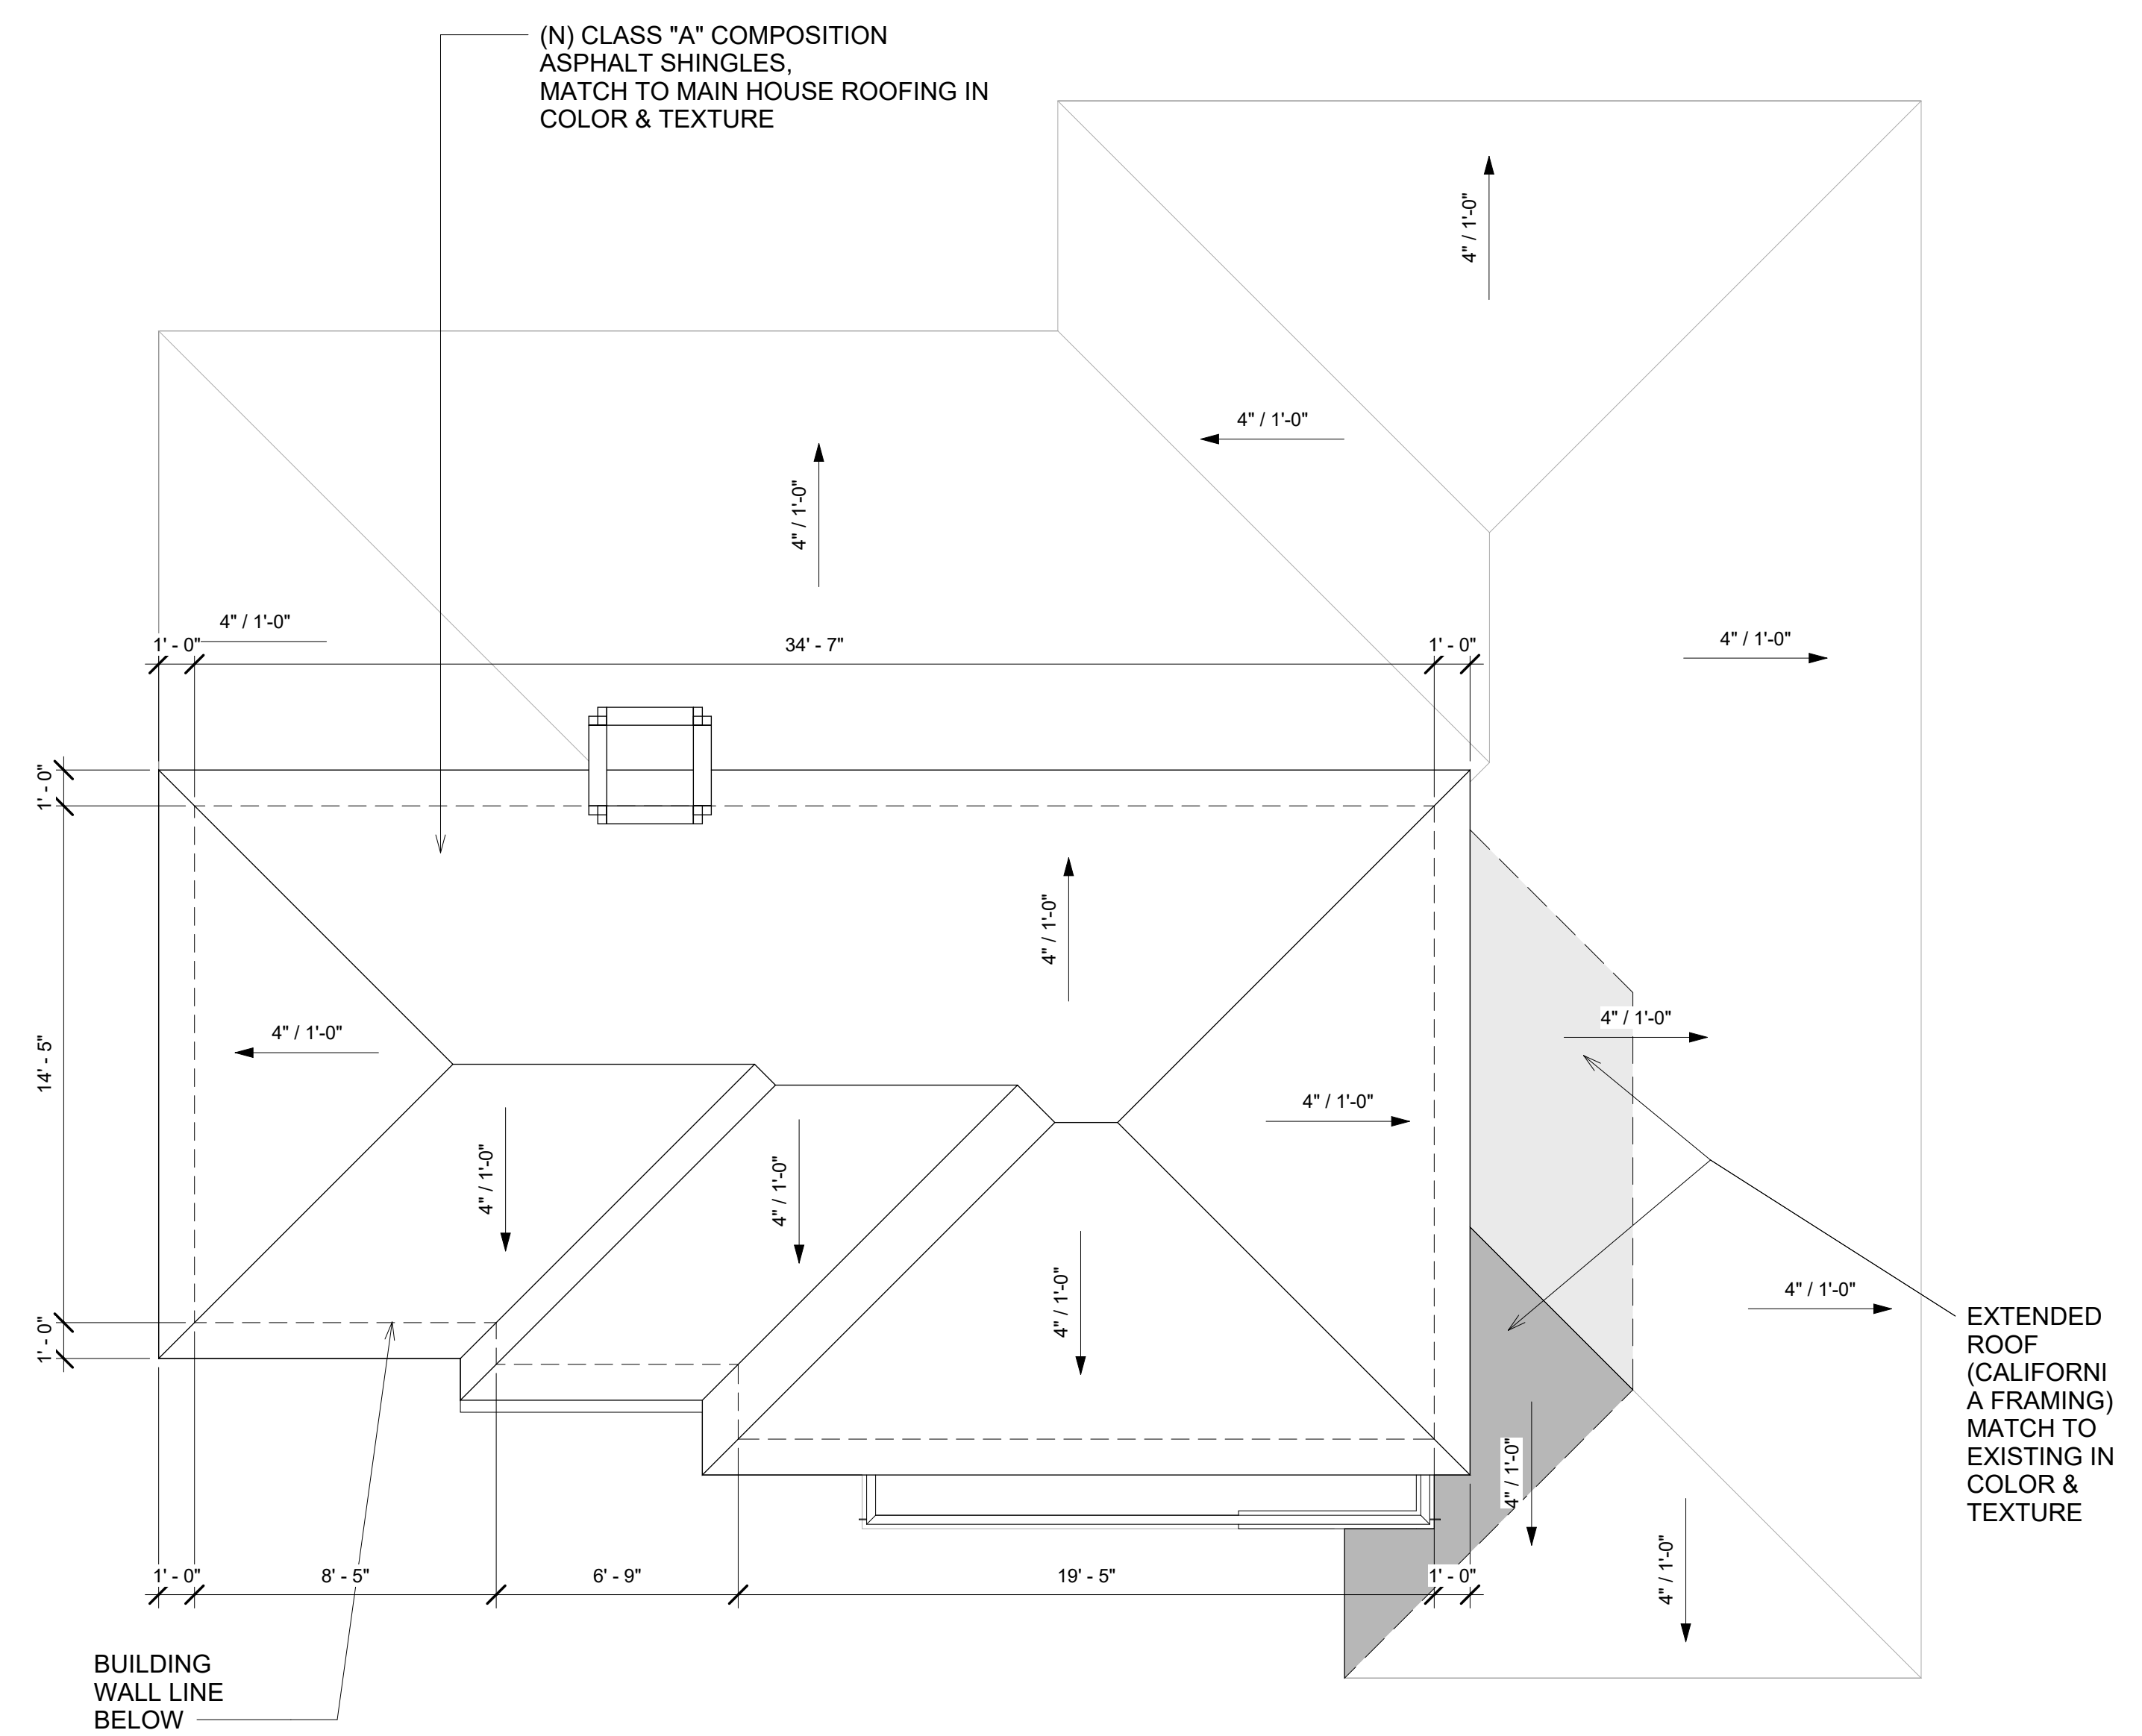 (N) CLASS "A" COMPOSITION
ASPHALT SHINGLES,
MATCH TO MAIN HOUSE ROOFING IN
COLOR & TEXTURE
4" / 1'-0"
4" / 1'-0"
4" / 1'-0"
4" / 1'-0"
1' - 0"
34' - 7"
1' - 0"
4" / 1'-0"
1' - 0"
4" / 1'-0"
4" / 1'-0"
4" / 1'-0"
14' - 5"
4" / 1'-0"
4" / 1'-0"
4" / 1'-0"
4" / 1'-0"
4" / 1'-0"
1' - 0"
EXTENDED
ROOF
(CALIFORNI
A FRAMING)
MATCH TO
EXISTING IN
COLOR &
TEXTURE
4" / 1'-0"
4" / 1'-0"
1' - 0"
8' - 5"
6' - 9"
19' - 5"
1' - 0"
BUILDING
WALL LINE
BELOW